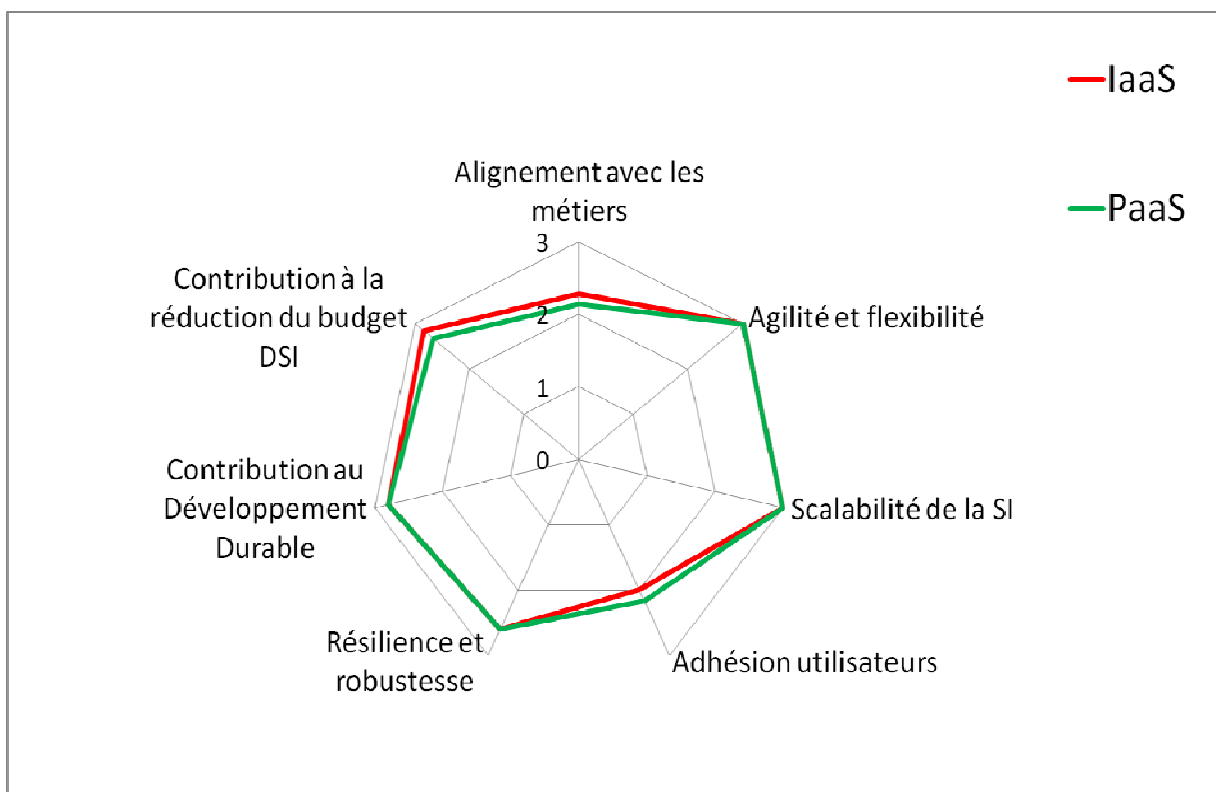 IaaS
PaaS
Alignement avec les
métiers
3
2
1
0
Agilité et flexibilité
Scalabilité de la SI
Adhésion utilisateurs
Résilience et
robustesse
Contribution au
Développement
Durable
Contribution à la
réduction du budget
DSI